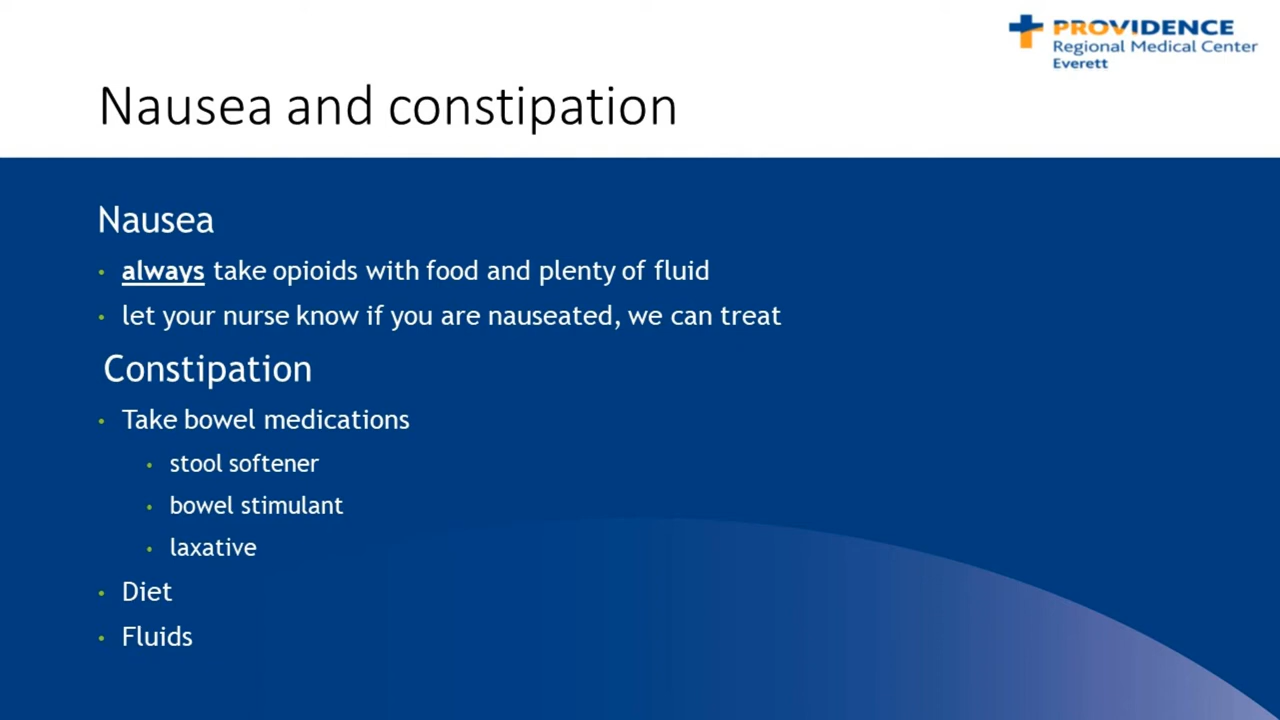 PROVIDENCE
Regional Medical Center
Everett
Nausea and constipation
Nausea
• always take opioids with food and plenty of fluid
• let your nurse know if you are nauseated, we can treat
Constipation
• Take bowel medications
• stool softener
• bowel stimulant
• laxative
• Diet
• Fluids